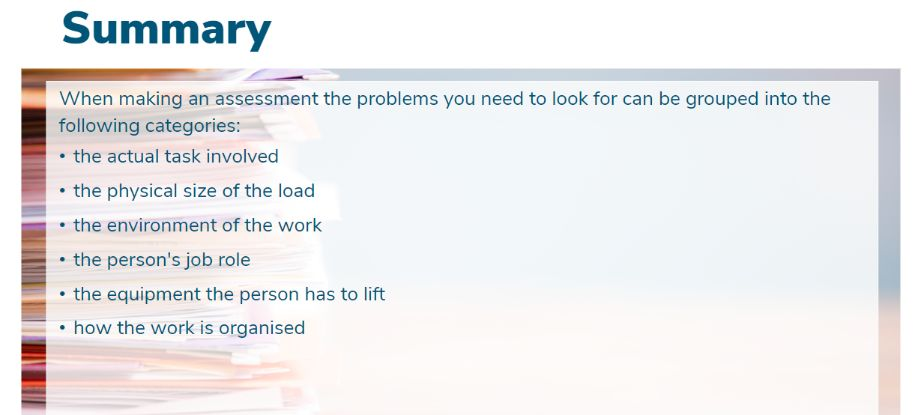 Summary
When making an assessment the problems you need to look for can be grouped into the
following categories:
• the actual task involved
• the physical size of the load
• the environment of the work
• the person's job role
• the equipment the person has to lift
• how the work is organised